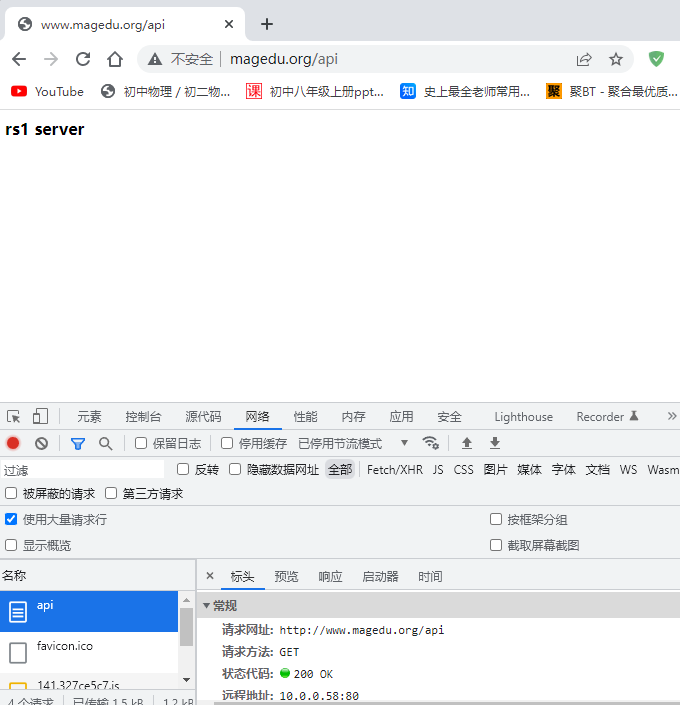 www.magedu.org/api
不安全 magedu.org/api
YouTube 初中物理 / 初二物... 课 初中八年级上册ppt... 知 史上最全老师常用... 聚 聚BT - 聚合最优质...
rs1 server
元素 控制台 源代码 网络 性能 内存 应用 安全 Lighthouse Recorder
保留日志 停用缓存 已停用节流模式
过滤 反转 隐藏数据网址 全部 Fetch/XHR JS CSS 图片 媒体 字体 文档 WS Wasm
被屏蔽的请求 第三方请求
使用大量请求行 按框架分组
显示概览 截取屏幕截图
名称 标头 预览 响应 启动器 时间
api
常规
请求网址: http://www.magedu.org/api
favicon.ico
请求方法: GET
状态代码: 200 OK
141.327ce5c7.js
远程地址: 10.0.0.58:80
4 个请求 已传输 1.5 kB 1.2 kB